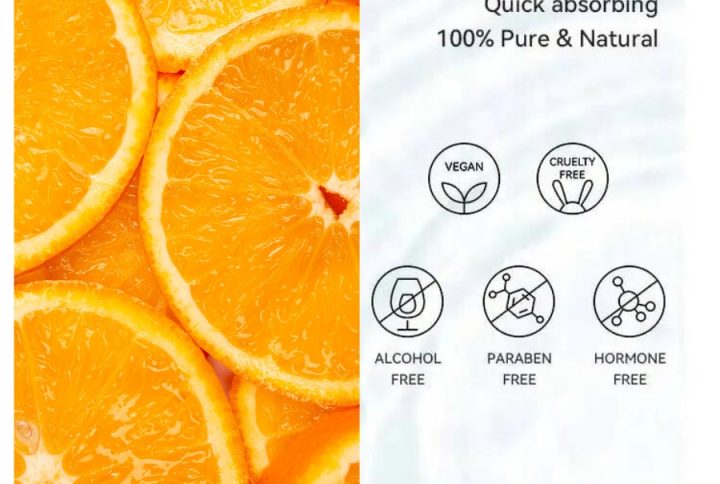 Quick absorbing
100% Pure & Natural
VEGAN
CRUELTY
FREE
ALCOHOL
FREE
PARABEN
FREE
HORMONE
FREE